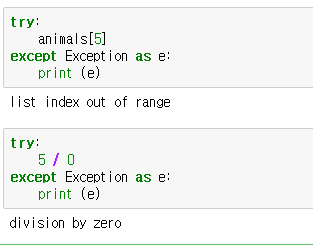 try:
    animals[5]
except Exception as e:
    print (e)
list index out of range
try:
    5 / 0
except Exception as e:
    print (e)
division by zero